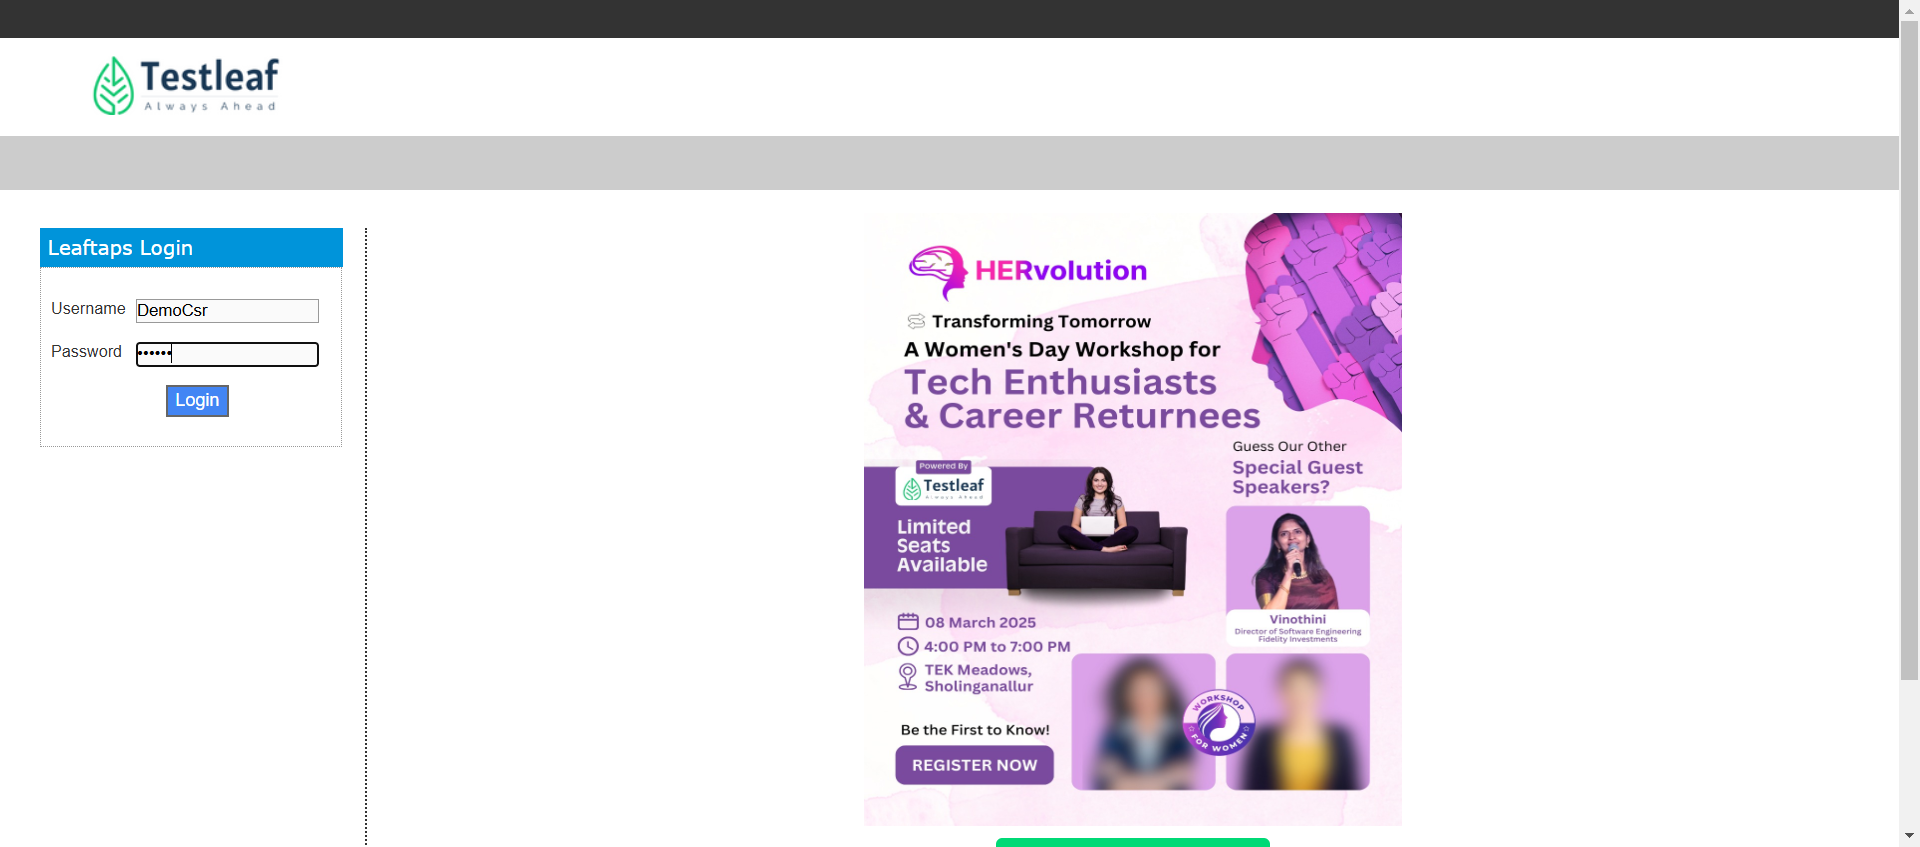 Testleaf
Always Ahead
Leaftaps Login
Username DemoCsr
Password ••••••
Login
HERvolution
Transforming Tomorrow
A Women's Day Workshop for
Tech Enthusiasts
& Career Returnees
Guess Our Other
Special Guest
Speakers?
Powered By
Testleaf
Always Ahead
Limited
Seats
Available
Vinothini
Director of Software Engineering
Fidelity Investments
08 March 2025
4:00 PM to 7:00 PM
TEK Meadows,
Sholinganallur
WORKSHOP
FOR WOMEN
Be the First to Know!
REGISTER NOW